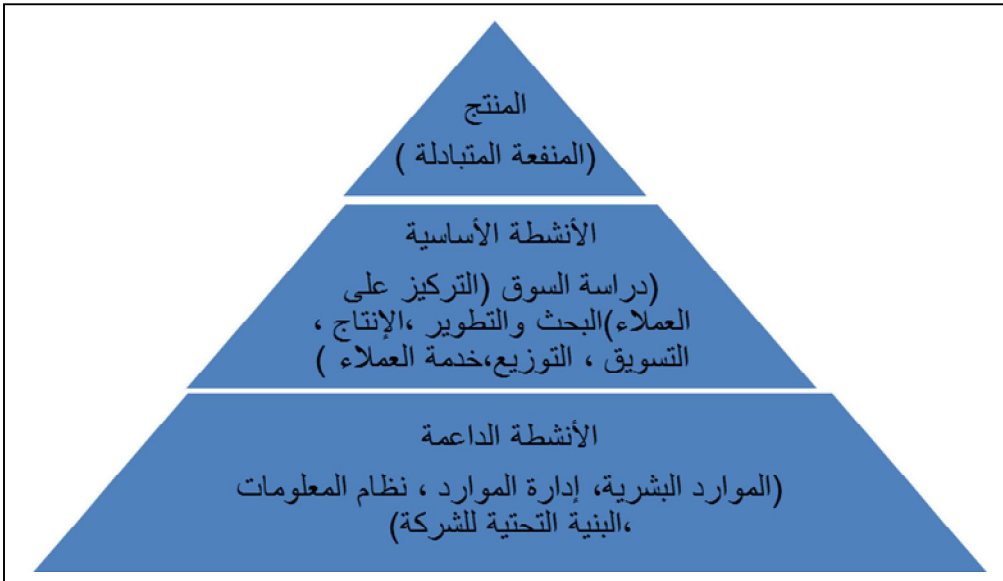 المنتج
(المنفعة المتبادلة )
الأنشطة الأساسية
(دراسة السوق (التركيز على
العملاء)البحث والتطوير ،الإنتاج ،
التسويق ، التوزيع،خدمة العملاء )
الأنشطة الداعمة
(الموارد البشرية، إدارة الموارد ، نظام المعلومات
،البنية التحتية للشركة)